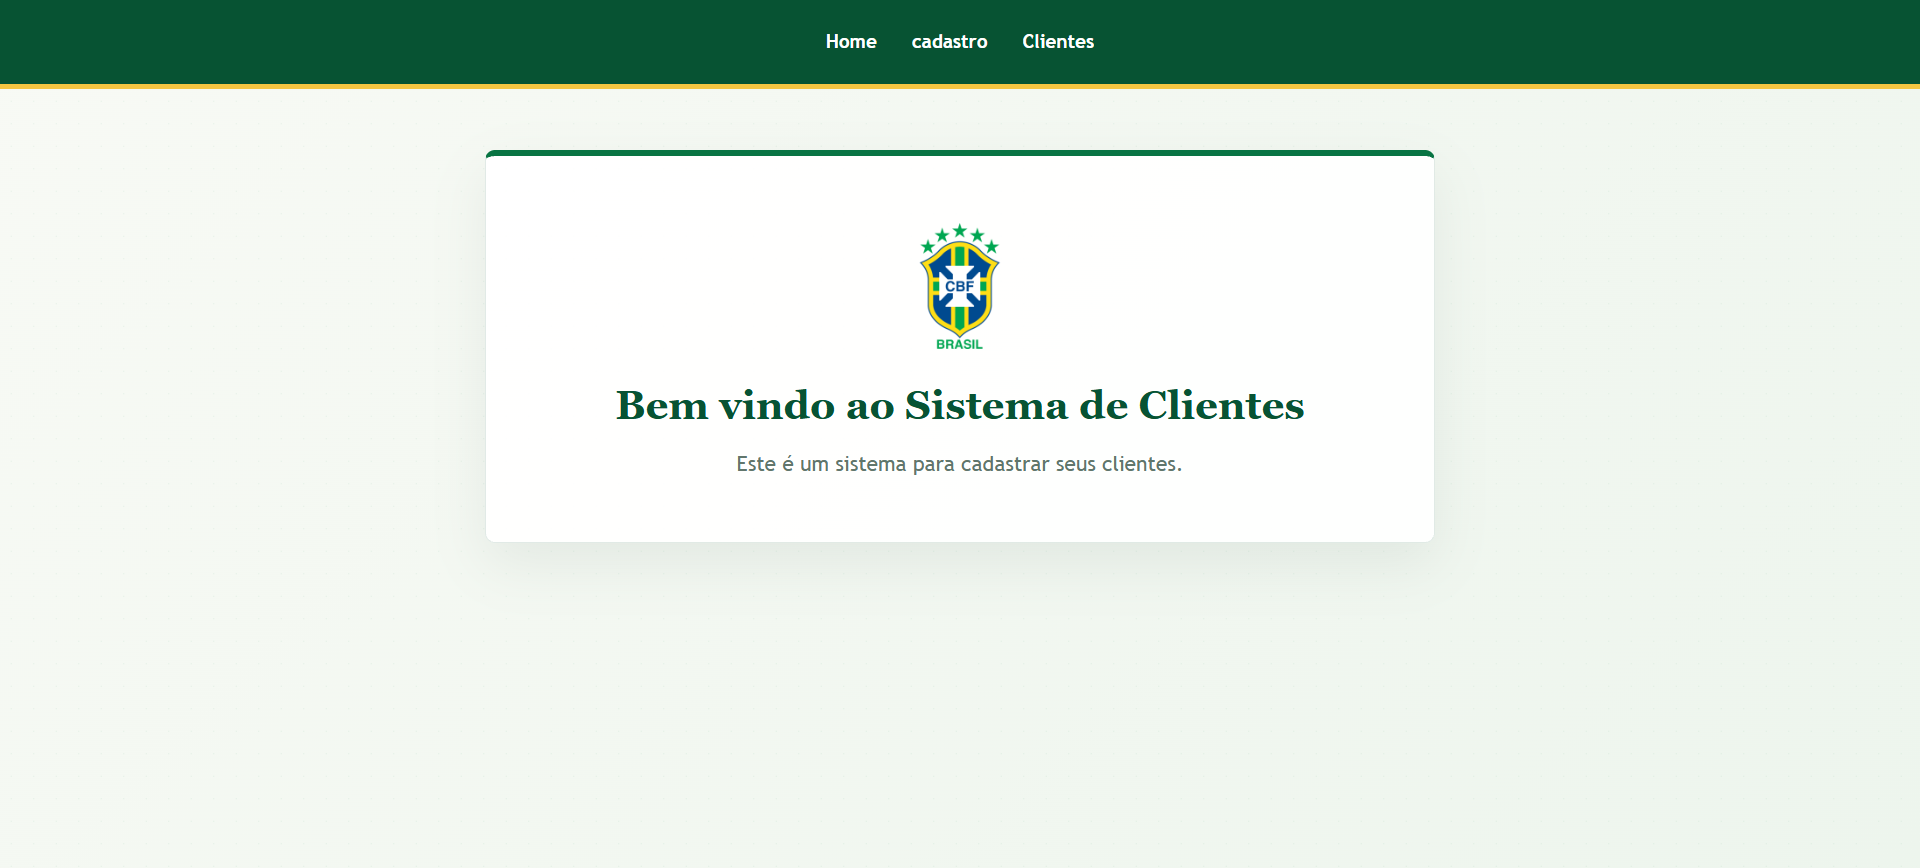 Home cadastro Clientes
CBF
BRASIL
Bem vindo ao Sistema de Clientes
Este é um sistema para cadastrar seus clientes.